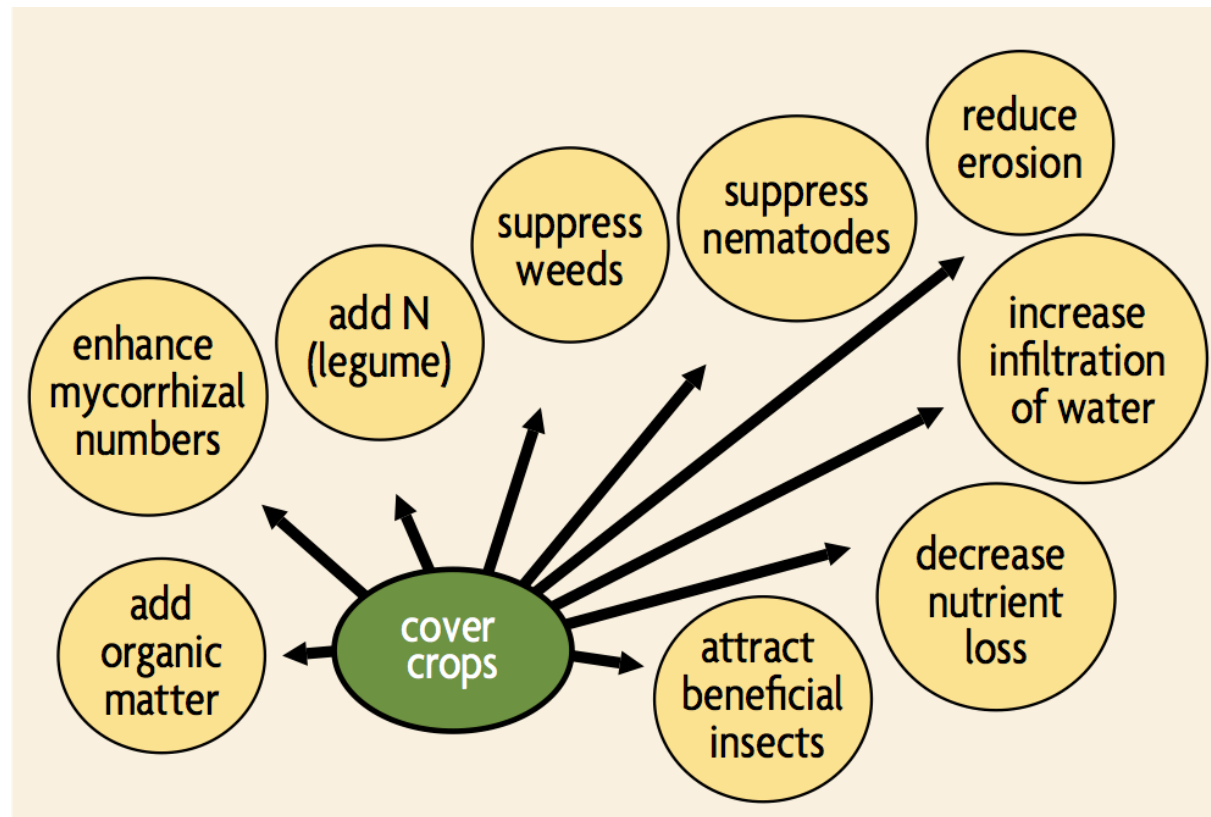 reduce
erosion
suppress
nematodes
suppress
weeds
add N
(legume)
enhance
mycorrhizal
numbers
increase
infiltration
of water
decrease
nutrient
loss
add
organic
matter
cover
crops
attract
beneficial
insects